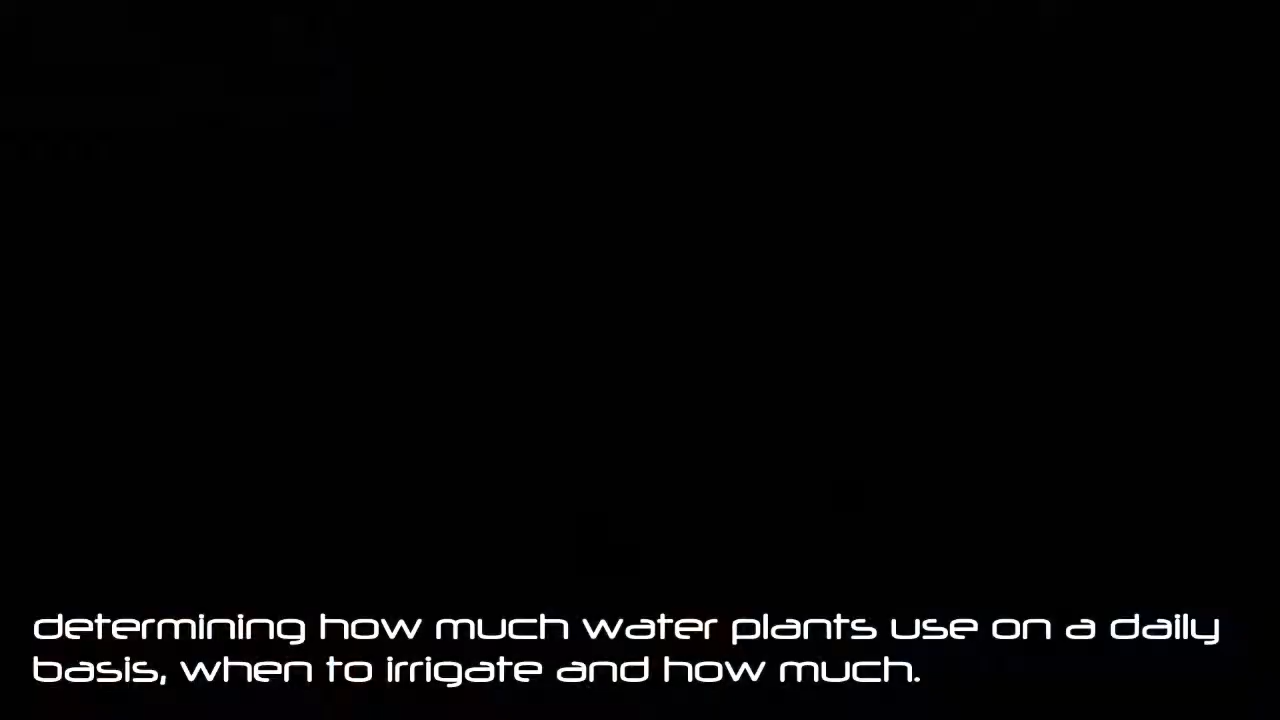 determining how much water plants use on a daily
basis, when to irrigate and how much.